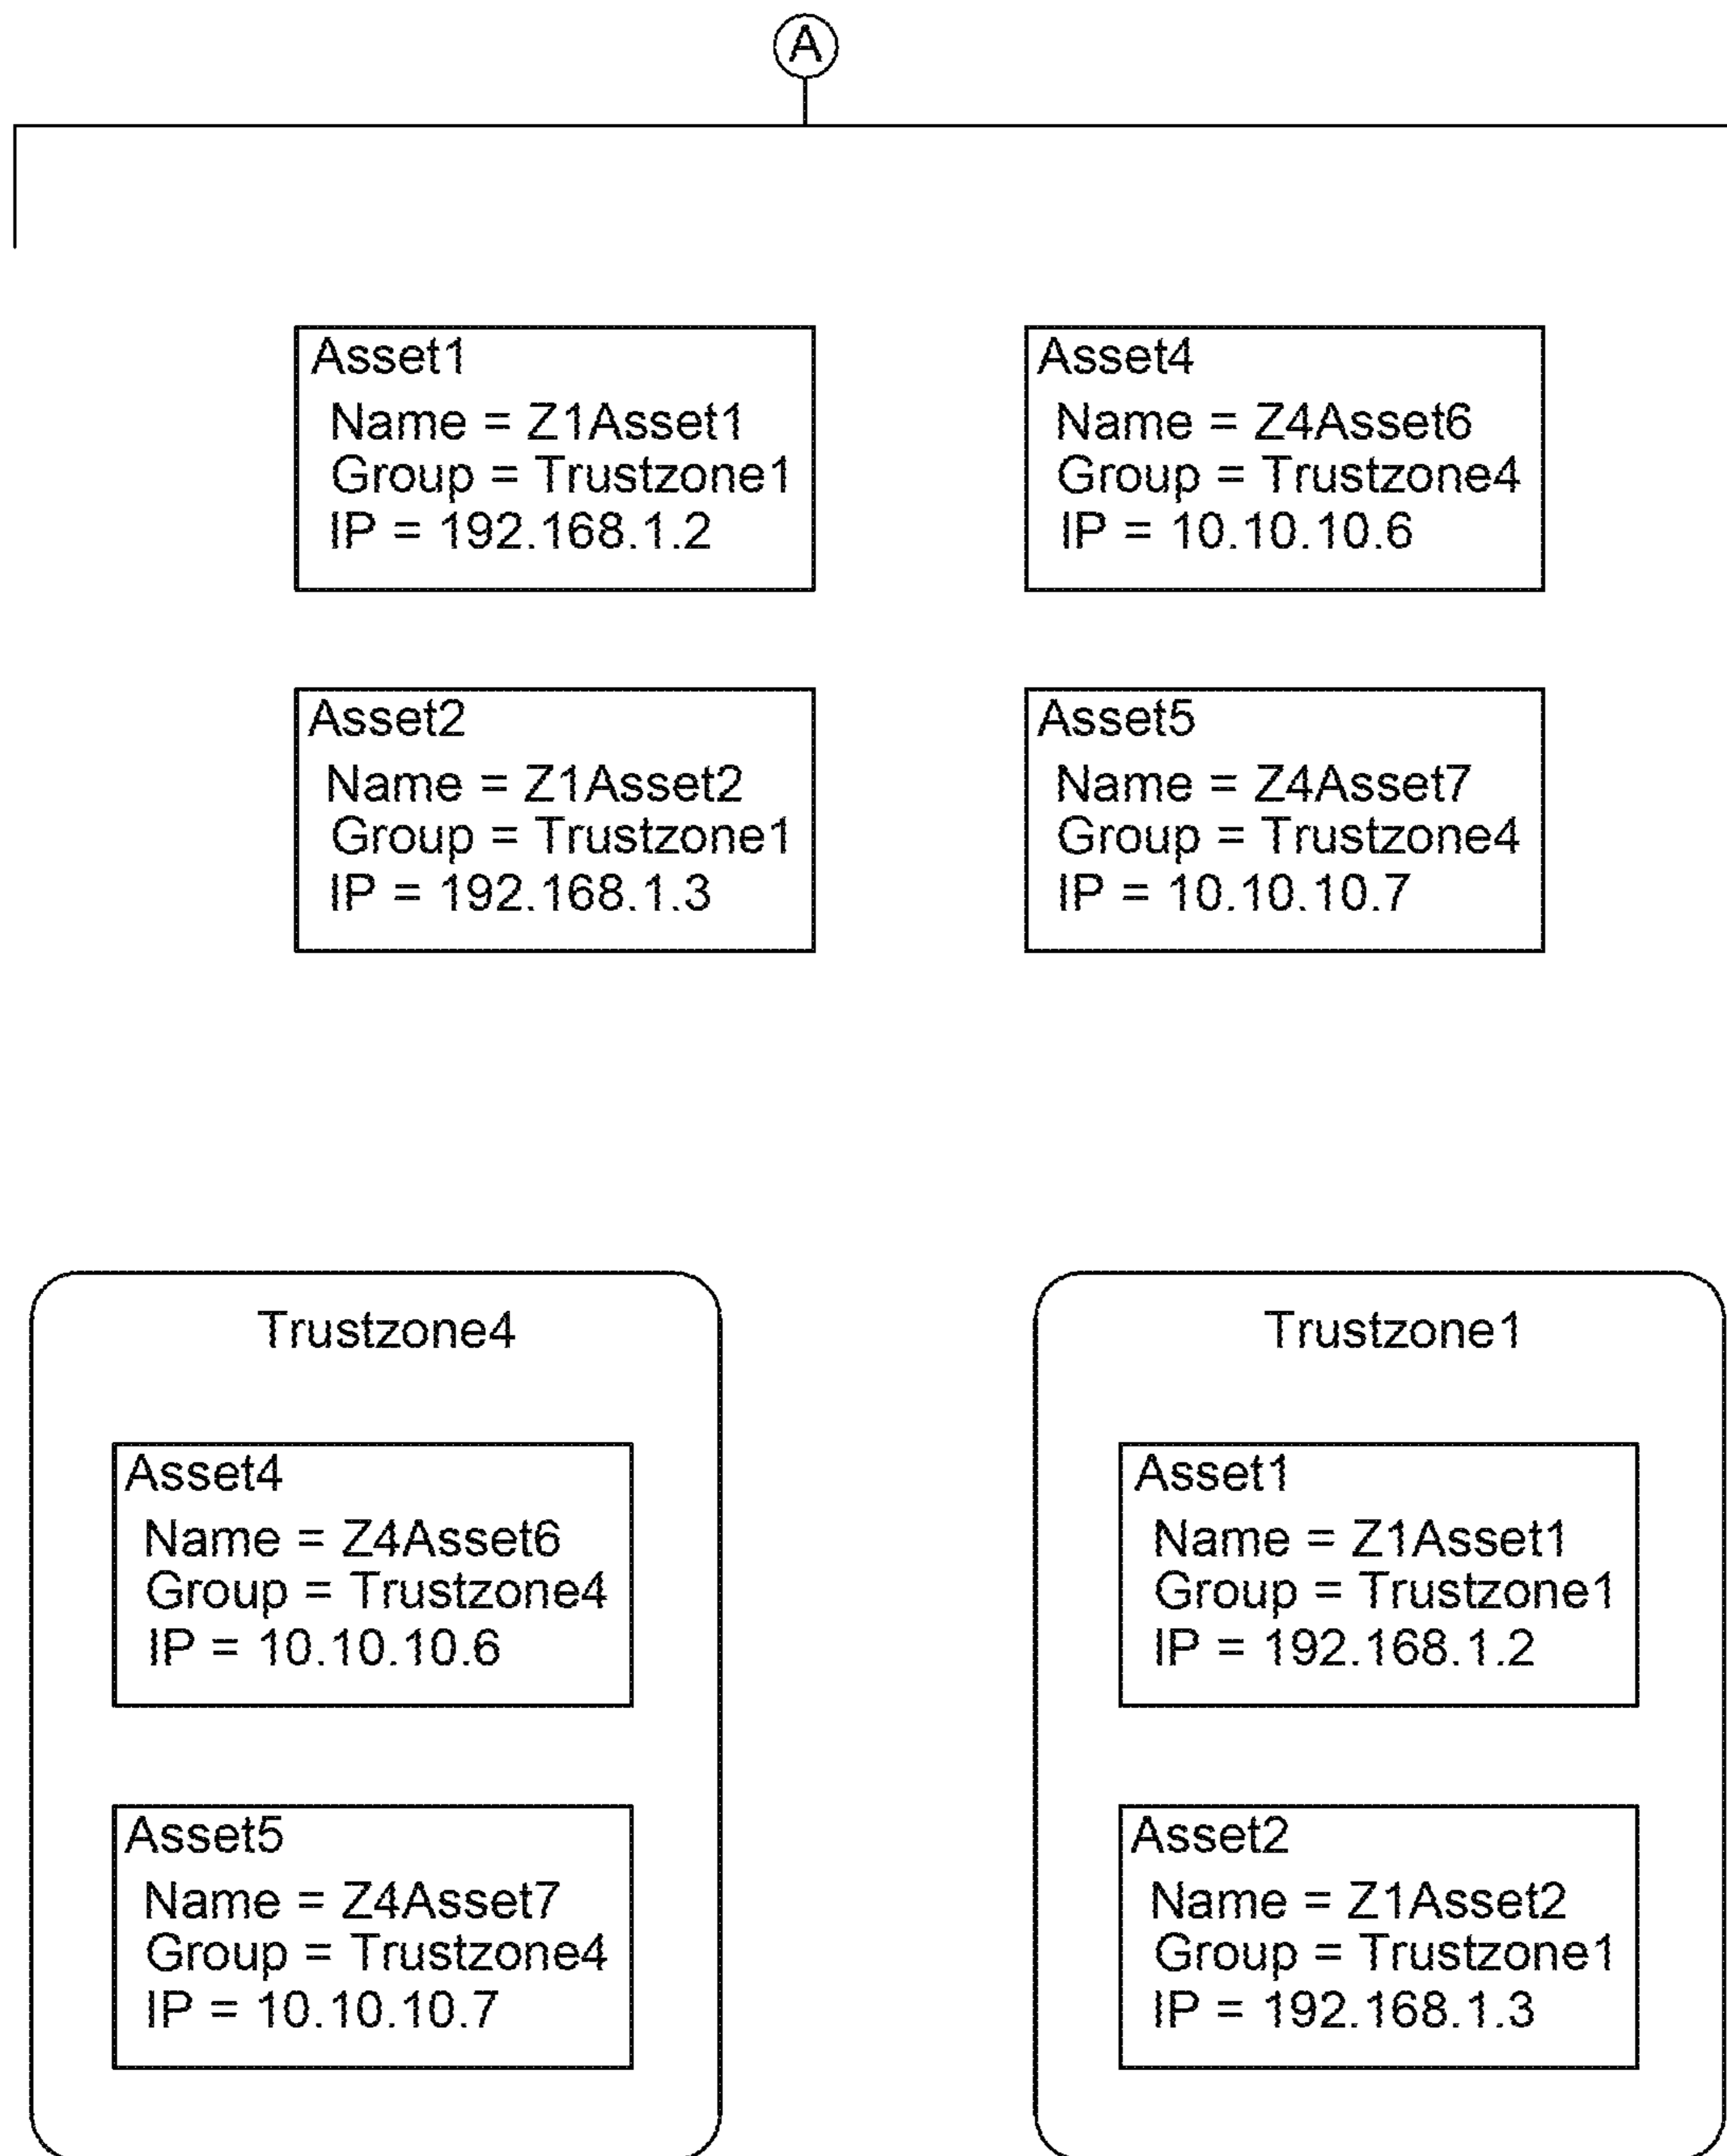 A
Asset1
Name = Z1Asset1
Group = Trustzone1
IP = 192.168.1.2
Asset4
Name = Z4Asset6
Group = Trustzone4
IP = 10.10.10.6
Asset2
Name = Z1Asset2
Group = Trustzone1
IP = 192.168.1.3
Asset5
Name = Z4Asset7
Group = Trustzone4
IP = 10.10.10.7
Trustzone4
Asset4
Name = Z4Asset6
Group = Trustzone4
IP = 10.10.10.6
Asset5
Name = Z4Asset7
Group = Trustzone4
IP = 10.10.10.7
Trustzone1
Asset1
Name = Z1Asset1
Group = Trustzone1
IP = 192.168.1.2
Asset2
Name = Z1Asset2
Group = Trustzone1
IP = 192.168.1.3